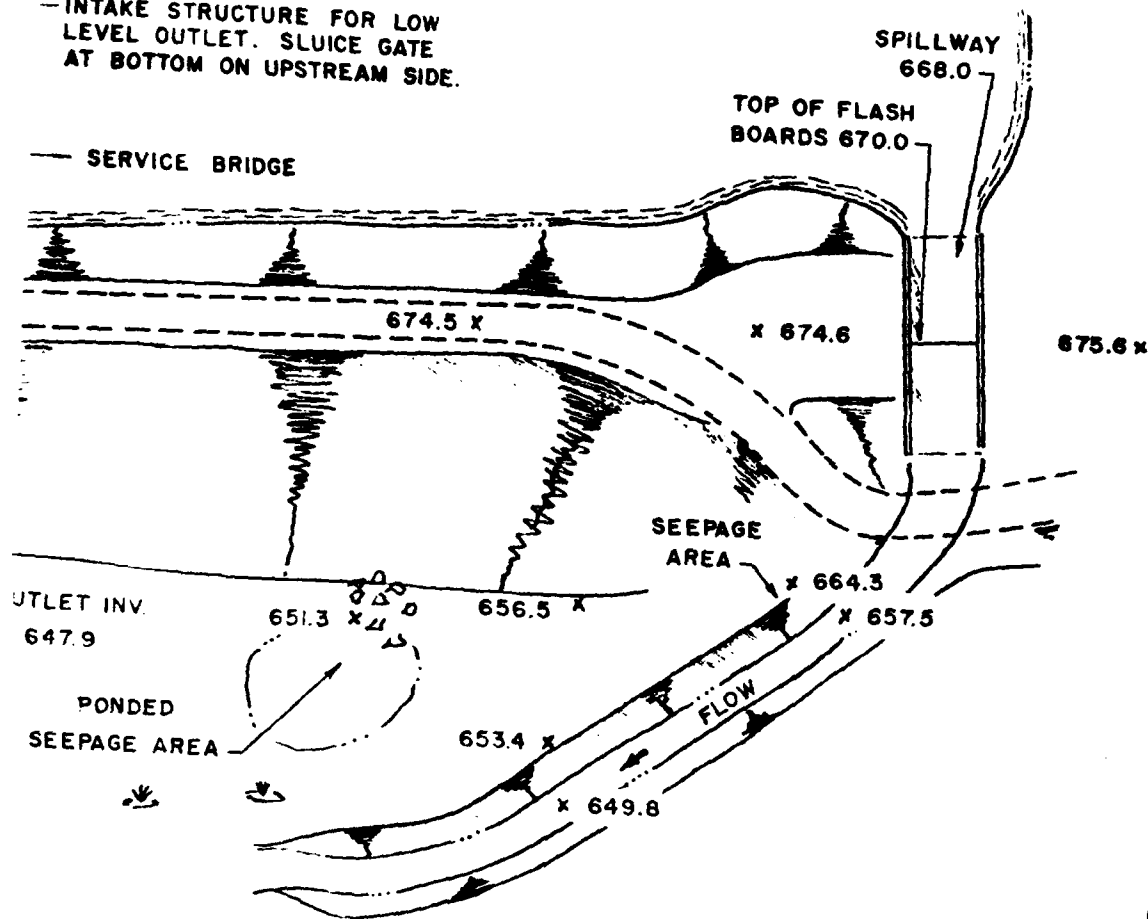 —INTAKE STRUCTURE FOR LOW
LEVEL OUTLET. SLUICE GATE
AT BOTTOM ON UPSTREAM SIDE.
SPILLWAY
668.0
TOP OF FLASH
BOARDS 670.0
— SERVICE BRIDGE
674.5 x
x 674.6
675.6 x
SEEPAGE
AREA
x 664.3
x 657.5
UTLET INV.
647.9
651.3 x
656.5 x
PONDED
SEEPAGE AREA
FLOW
653.4 x
x 649.8